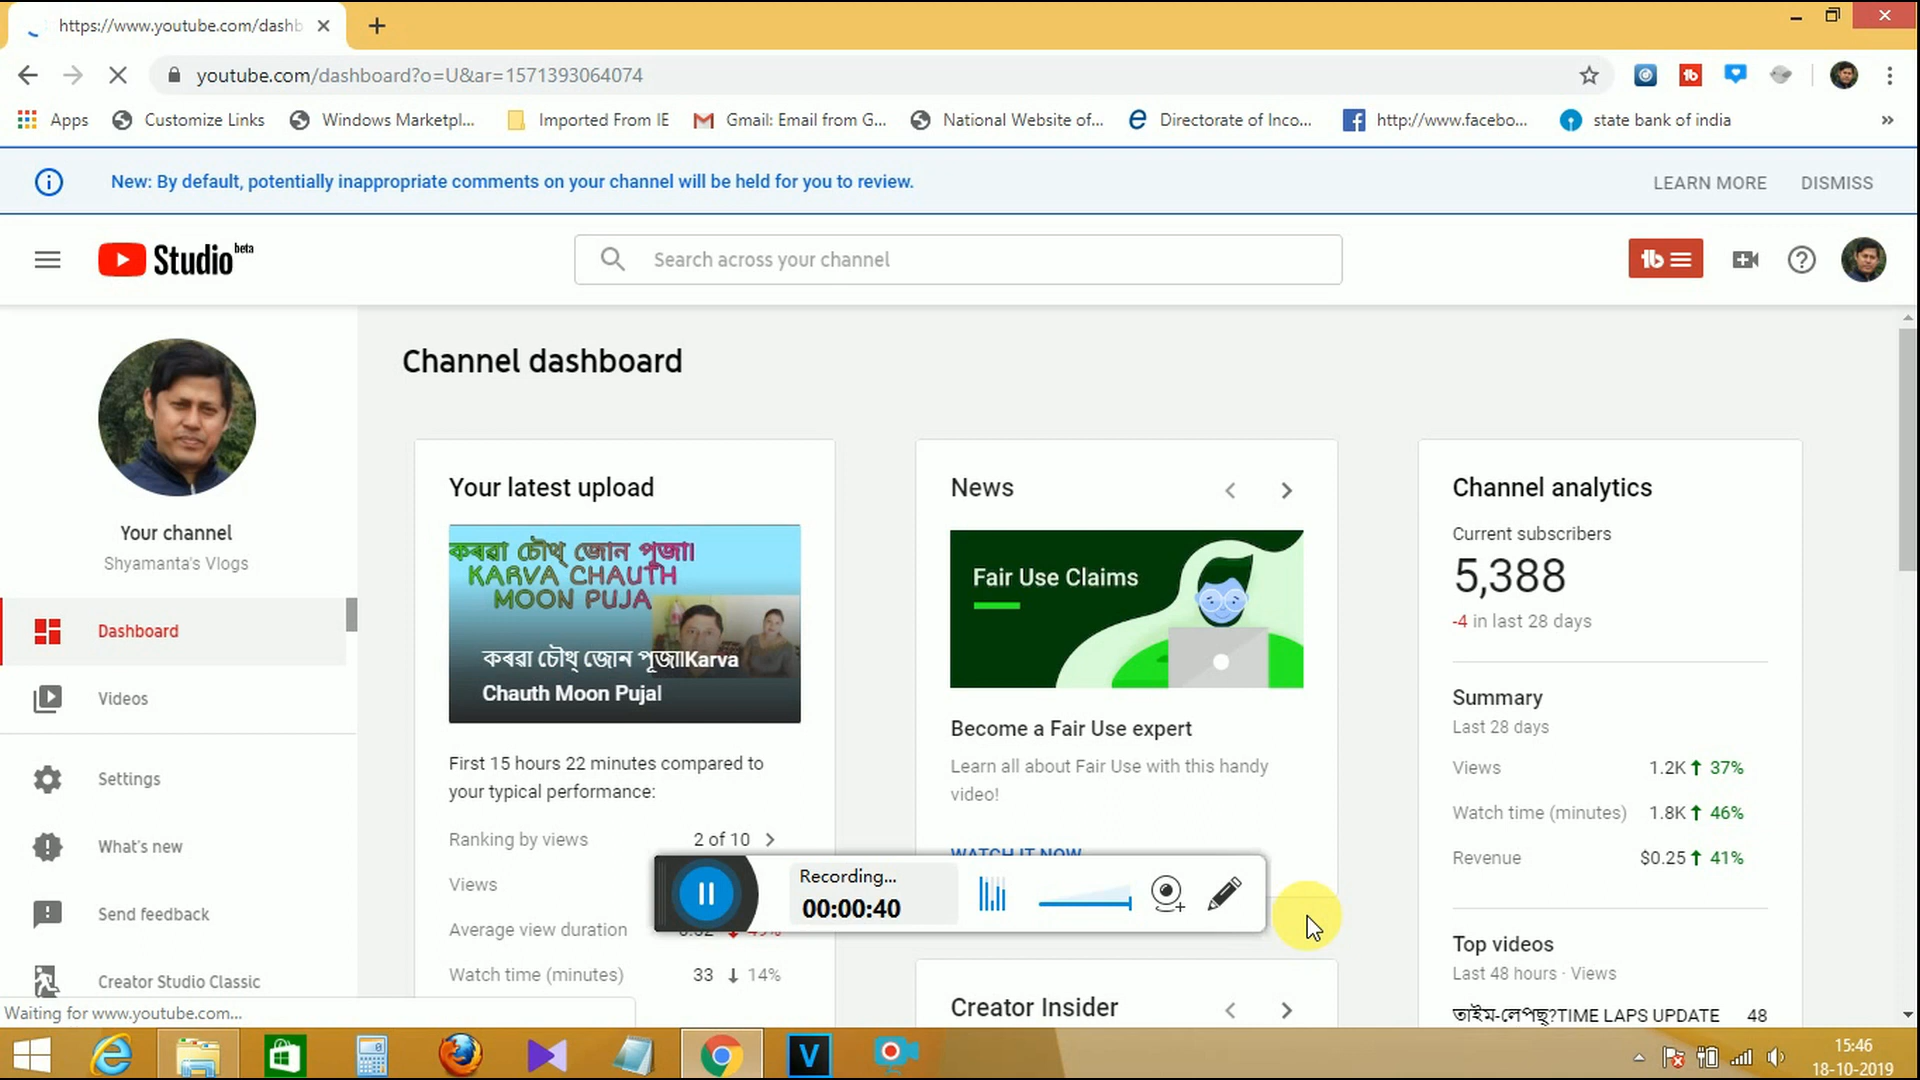 https://www.youtube.com/dashb
youtube.com/dashboard?o=U&ar=1571393064074
Apps
Customize Links
Windows Marketpl...
Imported From IE
Gmail: Email from G...
National Website of...
Directorate of Inco...
http://www.facebo...
state bank of india
New: By default, potentially inappropriate comments on your channel will be held for you to review.
LEARN MORE
DISMISS
Studio beta
Search across your channel
Channel dashboard
Your channel
Shyamanta's Vlogs
Dashboard
Videos
Settings
What's new
Send feedback
Creator Studio Classic
Waiting for www.youtube.com...
Your latest upload
কৰৱা চৌথ্ জোন পূজা।
KARVA CHAUTH
MOON PUJA
কৰৱা চৌথ্ জোন পূজা।Karva
Chauth Moon Puja।
First 15 hours 22 minutes compared to
your typical performance:
Ranking by views 2 of 10
Views
Average view duration
Watch time (minutes) 33 14%
News
Fair Use Claims
Become a Fair Use expert
Learn all about Fair Use with this handy
video!
WATCH IT NOW
Recording...
00:00:40
Creator Insider
Channel analytics
Current subscribers
5,388
-4 in last 28 days
Summary
Last 28 days
Views 1.2K 37%
Watch time (minutes) 1.8K 46%
Revenue $0.25 41%
Top videos
Last 48 hours · Views
তাইম-লেপছ্?TIME LAPS UPDATE 48
15:46
18-10-2019